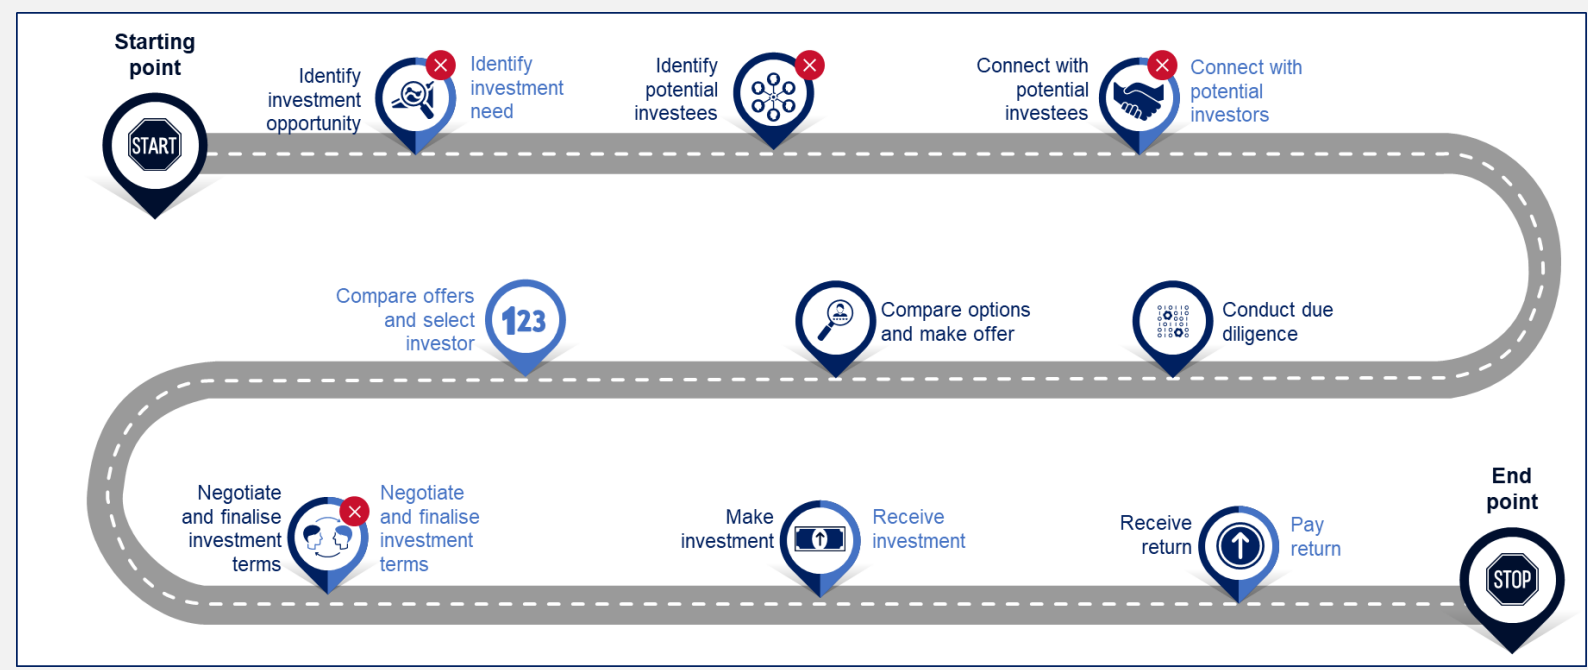 Starting
point
START
Identify
investment
opportunity
Identify
investment
need
Identify
potential
investees
Connect with
potential
investees
Connect with
potential
investors
Compare offers
and select
investor
123
Compare options
and make offer
Conduct due
diligence
Negotiate
and finalise
investment
terms
Negotiate
and finalise
investment
terms
Make
investment
Receive
investment
Receive
return
Pay
return
End
point
STOP